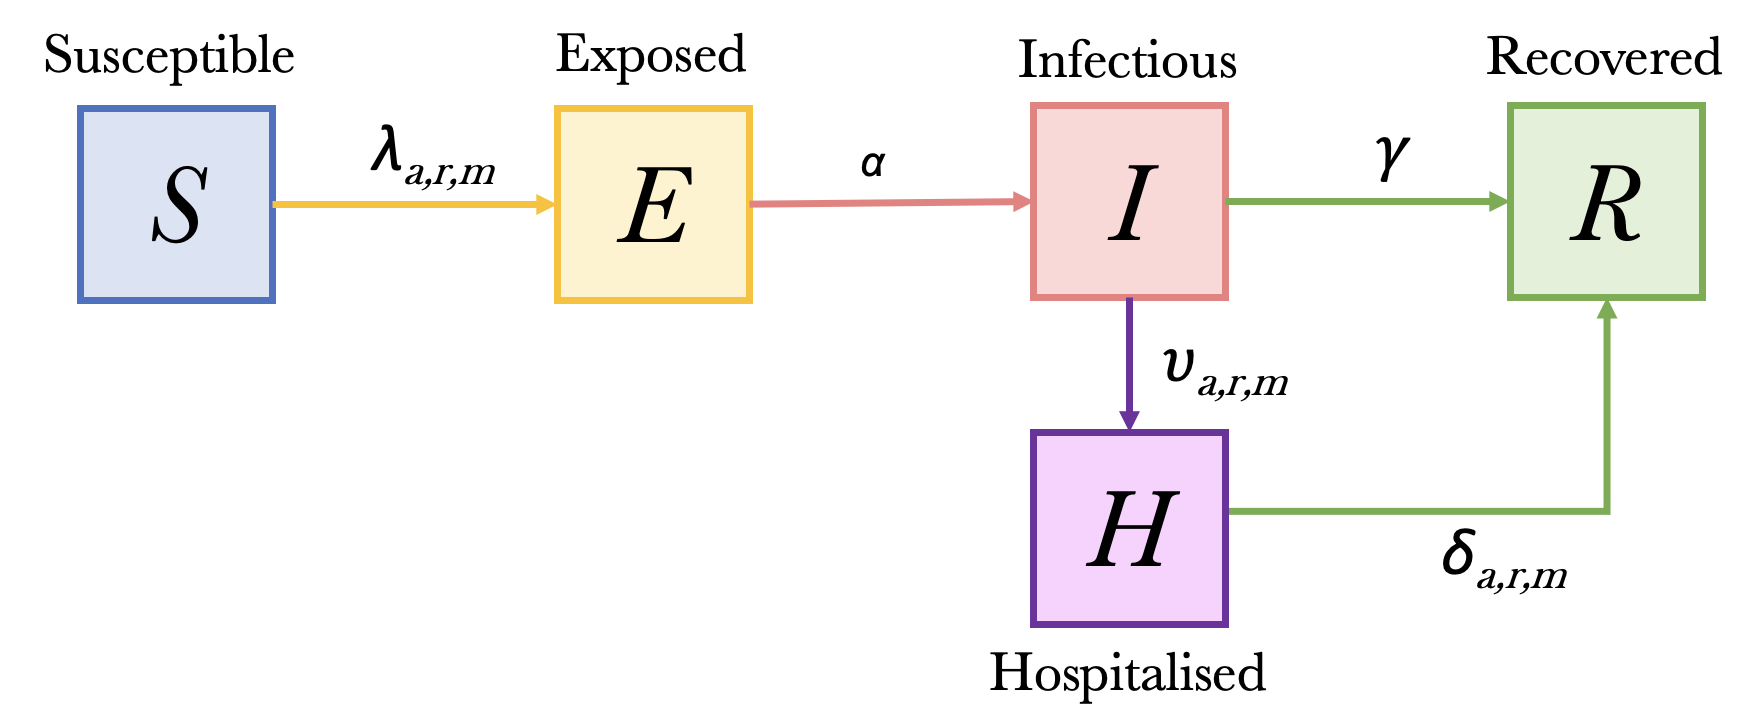 Susceptible
Exposed
Infectious
Recovered
S
λa,r,m
E
α
I
γ
R
υa,r,m
H
δa,r,m
Hospitalised